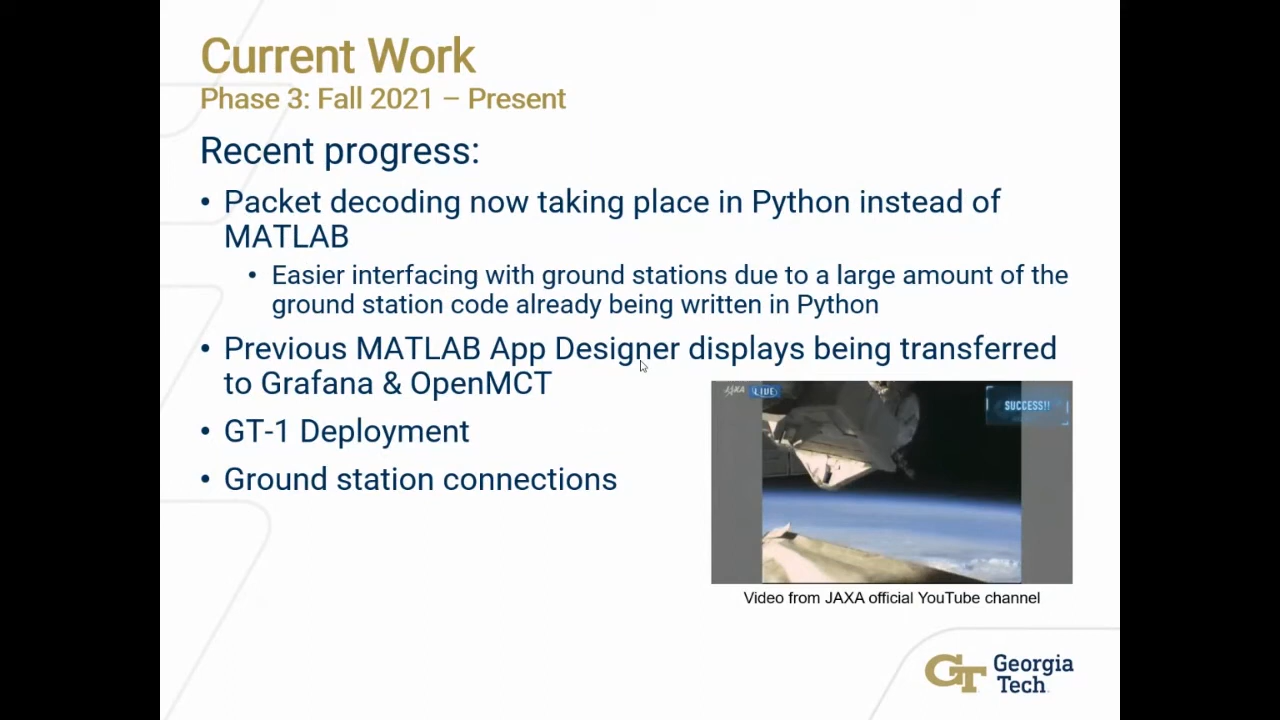 Current Work
Phase 3: Fall 2021 – Present
Recent progress:
• Packet decoding now taking place in Python instead of
MATLAB
• Easier interfacing with ground stations due to a large amount of the
ground station code already being written in Python
• Previous MATLAB App Designer displays being transferred
to Grafana & OpenMCT
• GT-1 Deployment
• Ground station connections
JAXA LIVE
SUCCESS!!
Video from JAXA official YouTube channel
GT Georgia
Tech